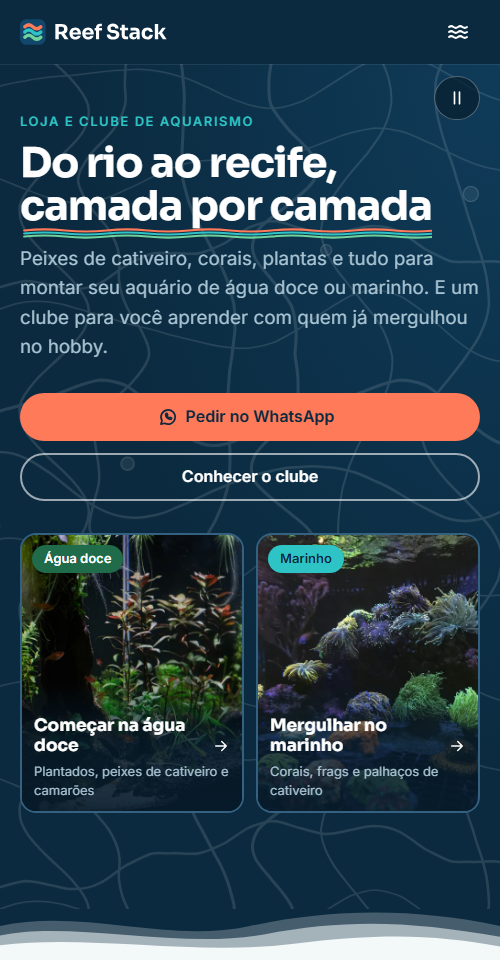 Reef Stack
LOJA E CLUBE DE AQUARISMO
Do rio ao recife,
camada por camada
Peixes de cativeiro, corais, plantas e tudo para
montar seu aquário de água doce ou marinho. E um
clube para você aprender com quem já mergulhou
no hobby.
Pedir no WhatsApp
Conhecer o clube
Água doce
Começar na água
doce
Plantados, peixes de cativeiro e
camarões
Marinho
Mergulhar no
marinho
Corais, frags e palhaços de
cativeiro